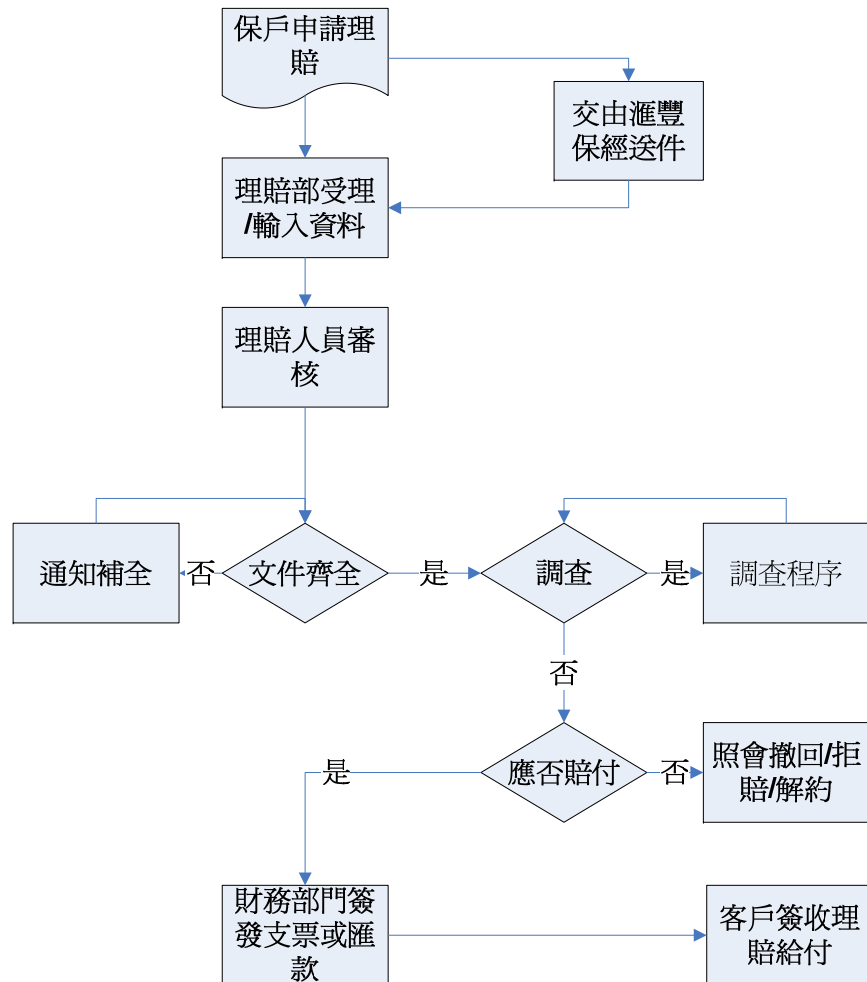 保戶申請理
賠
交由滙豐
保經送件
理賠部受理
/輸入資料
理賠人員審
核
通知補全
否
文件齊全
是
調查
是
調查程序
否
應否賠付
是
否
照會撤回/拒
賠/解約
財務部門簽
發支票或匯
款
客戶簽收理
賠給付